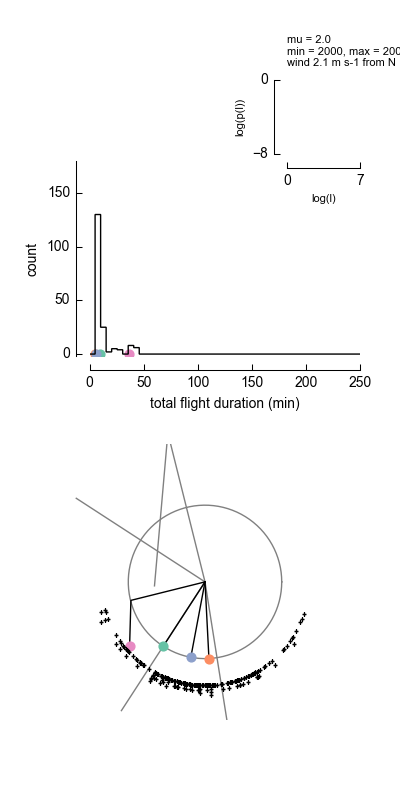 mu = 2.0
min = 2000, max = 200
wind 2.1 m s-1 from N
0
log(p(l))
−8
0 7
log(l)
150
100
50
0
count
0 50 100 150 200 250
total flight duration (min)